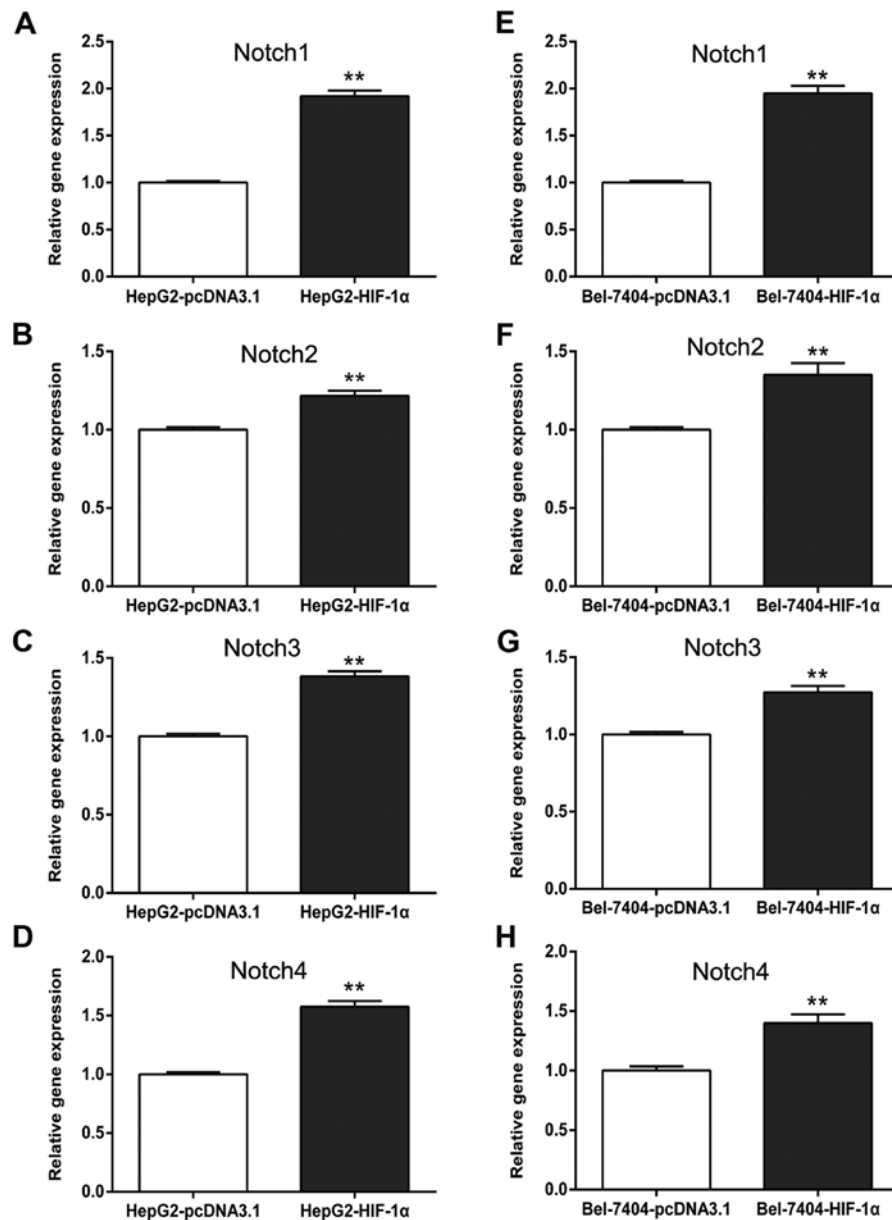 A
Notch1
**
Relative gene expression
2.5
2.0
1.5
1.0
0.5
0.0
HepG2-pcDNA3.1 HepG2-HIF-1α
E
Notch1
**
Relative gene expression
2.5
2.0
1.5
1.0
0.5
0.0
Bel-7404-pcDNA3.1 Bel-7404-HIF-1α
B
Notch2
**
Relative gene expression
1.5
1.0
0.5
0.0
HepG2-pcDNA3.1 HepG2-HIF-1α
F
Notch2
**
Relative gene expression
1.5
1.0
0.5
0.0
Bel-7404-pcDNA3.1 Bel-7404-HIF-1α
C
Notch3
**
Relative gene expression
1.5
1.0
0.5
0.0
HepG2-pcDNA3.1 HepG2-HIF-1α
G
Notch3
**
Relative gene expression
1.5
1.0
0.5
0.0
Bel-7404-pcDNA3.1 Bel-7404-HIF-1α
D
Notch4
**
Relative gene expression
2.0
1.5
1.0
0.5
0.0
HepG2-pcDNA3.1 HepG2-HIF-1α
H
Notch4
**
Relative gene expression
2.0
1.5
1.0
0.5
0.0
Bel-7404-pcDNA3.1 Bel-7404-HIF-1α